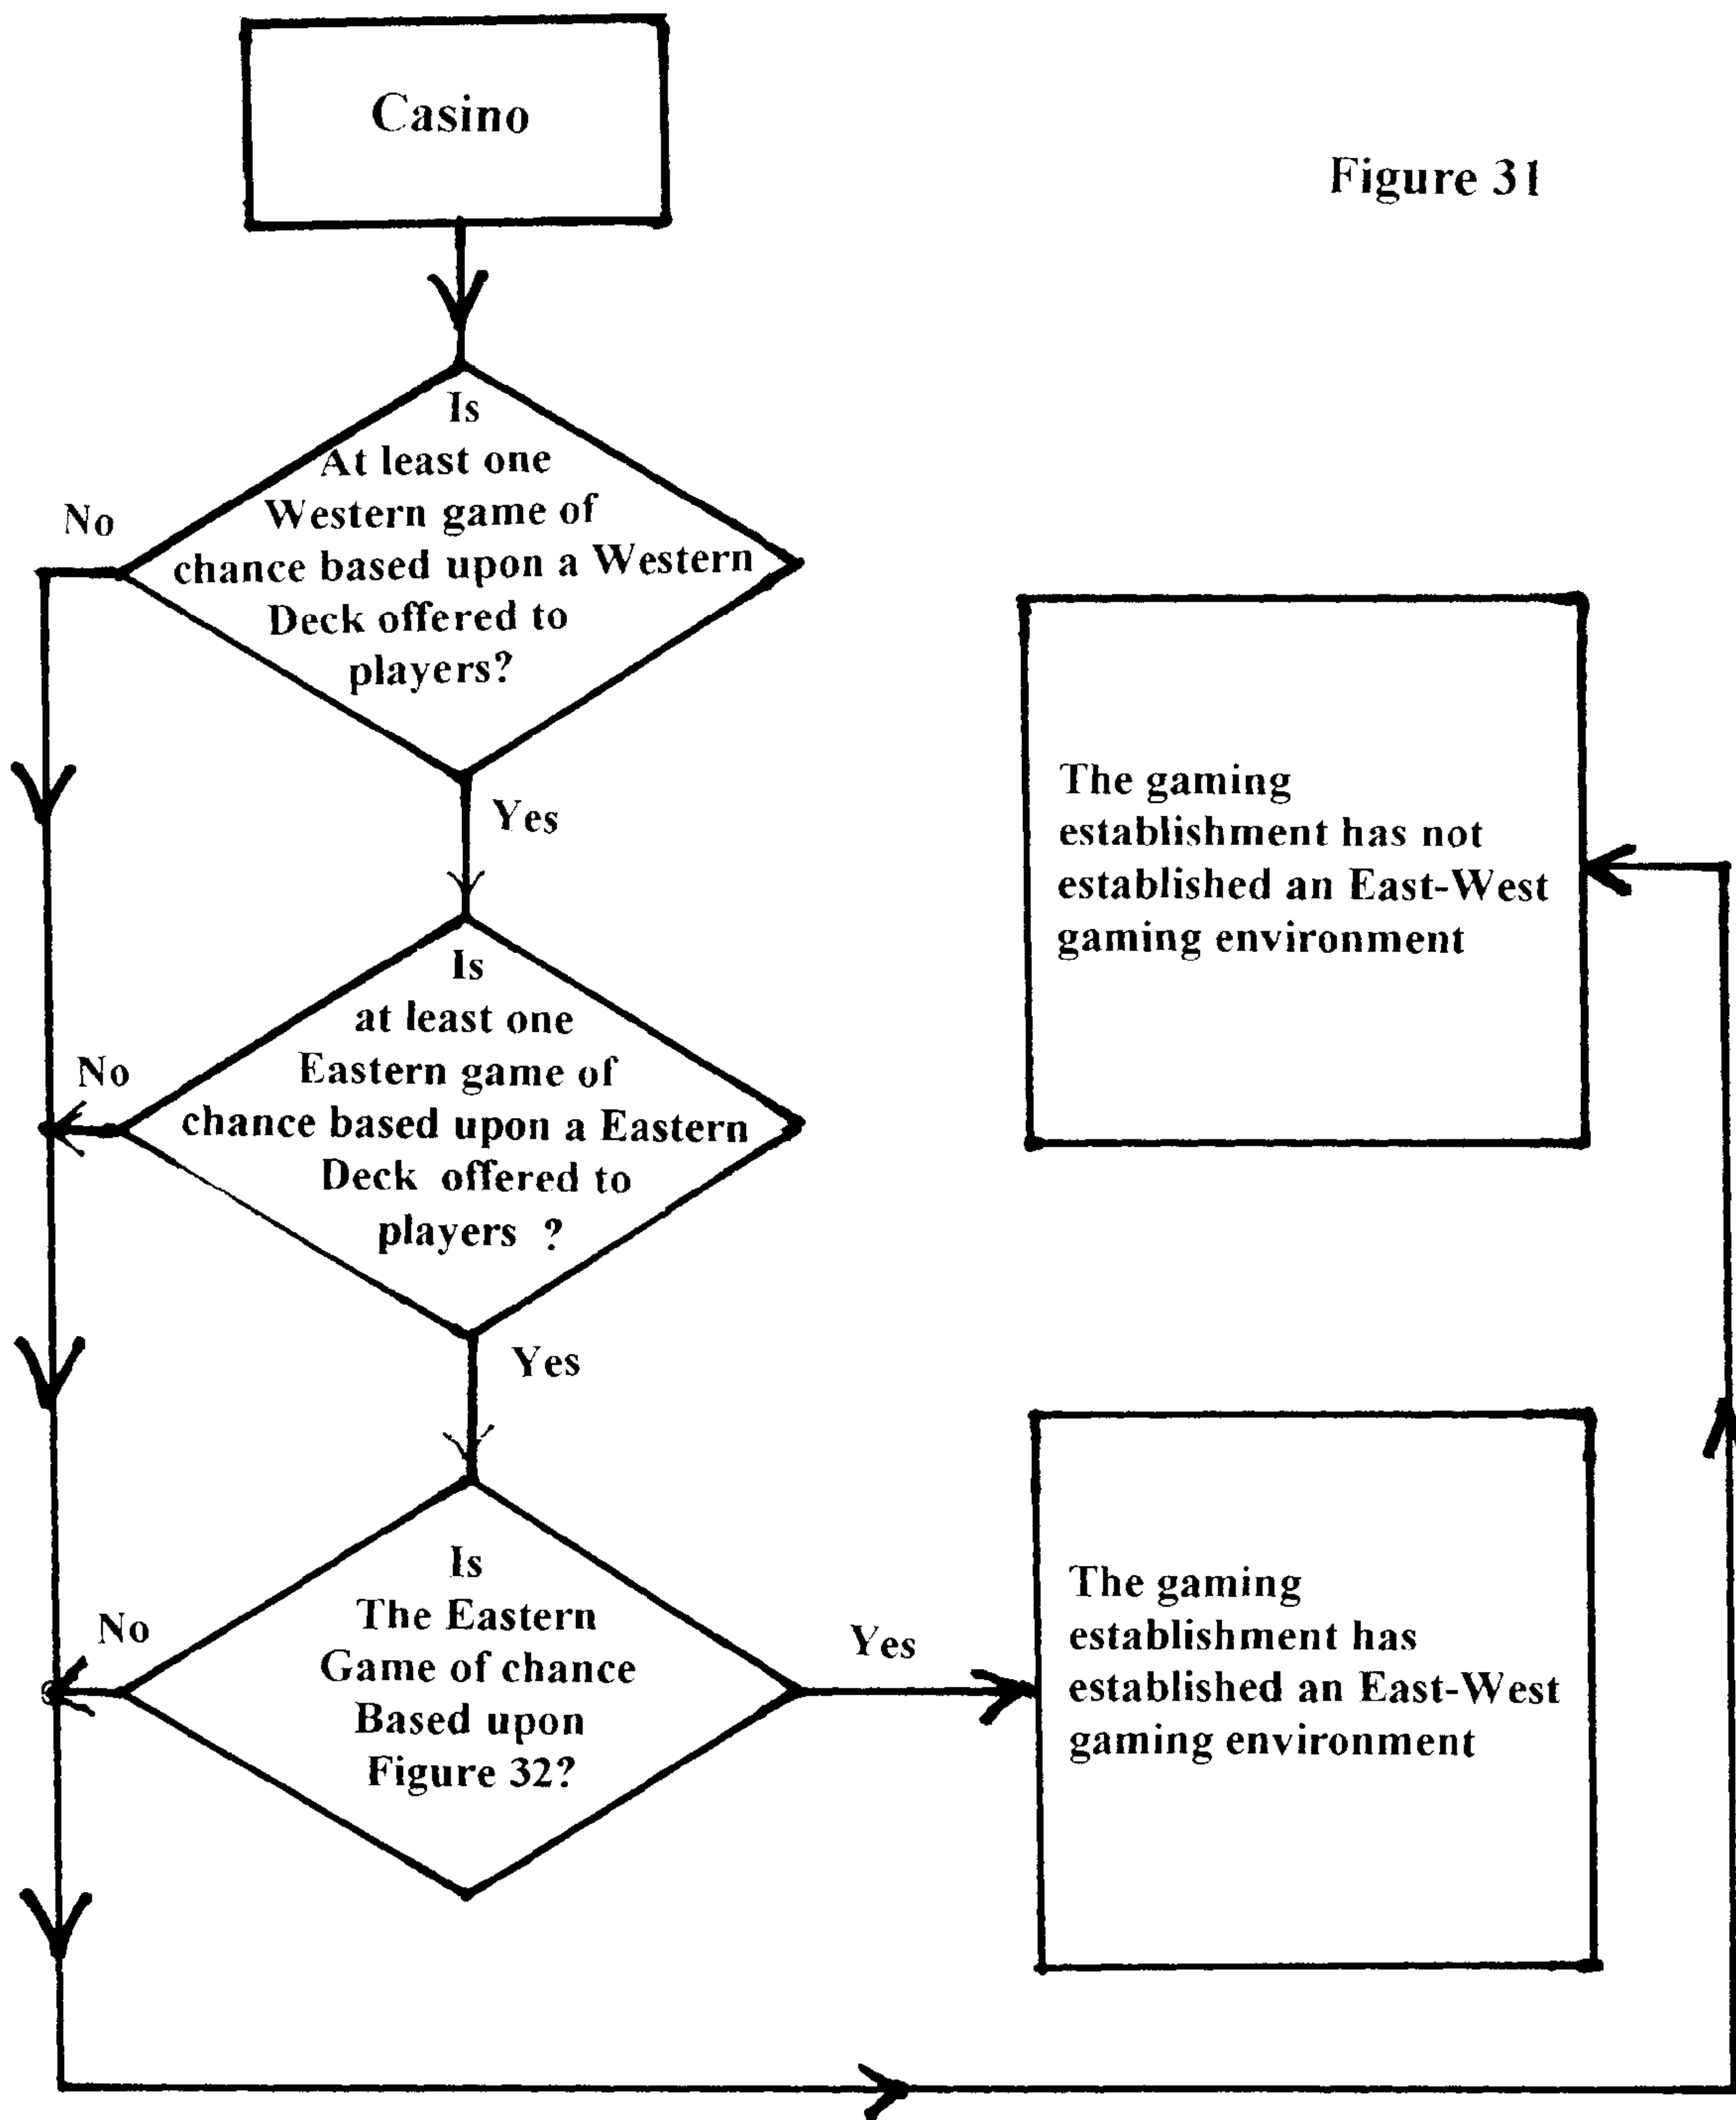 Casino
Figure 31
Is
At least one
Western game of
chance based upon a Western
Deck offered to
players?
No
Yes
The gaming
establishment has not
established an East-West
gaming environment
Is
at least one
Eastern game of
chance based upon a Eastern
Deck offered to
players ?
No
Yes
Is
The Eastern
Game of chance
Based upon
Figure 32?
No
Yes
The gaming
establishment has
established an East-West
gaming environment